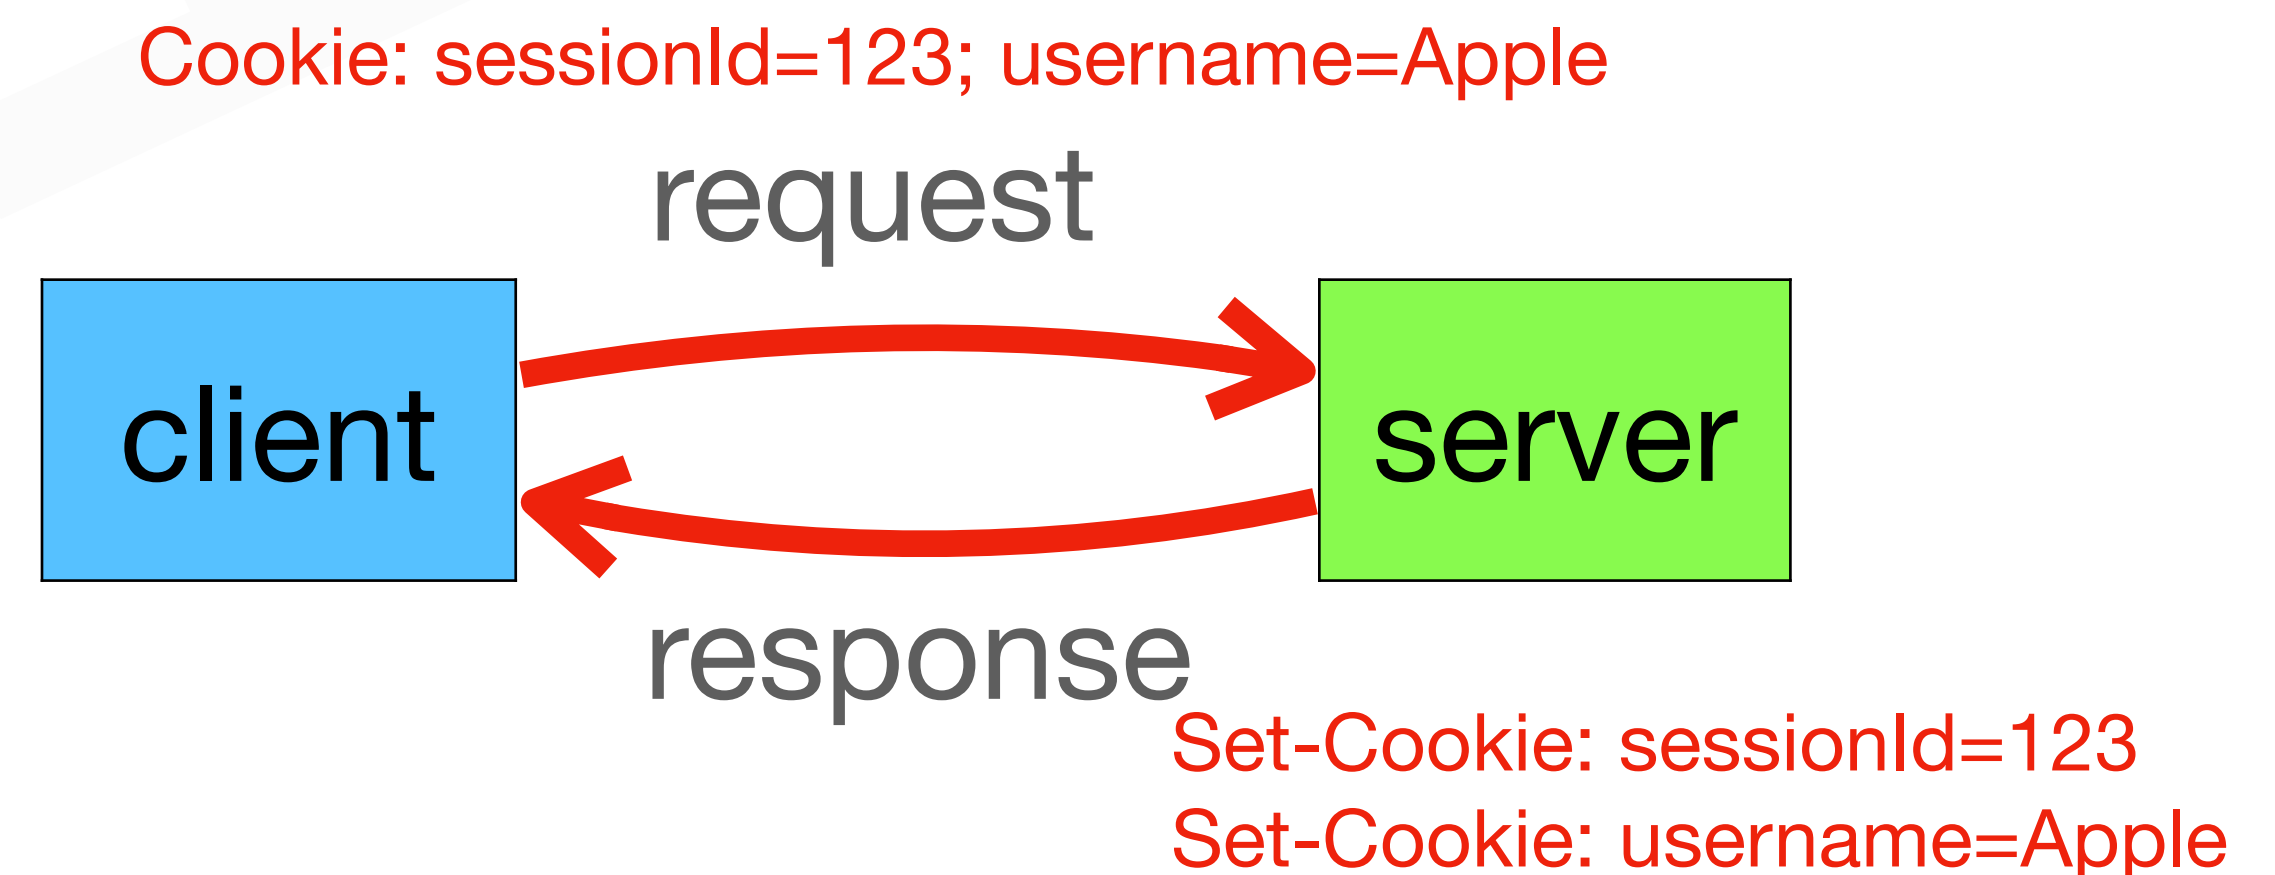 Cookie: sessionId=123; username=Apple
request
client
server
response
Set-Cookie: sessionId=123
Set-Cookie: username=Apple